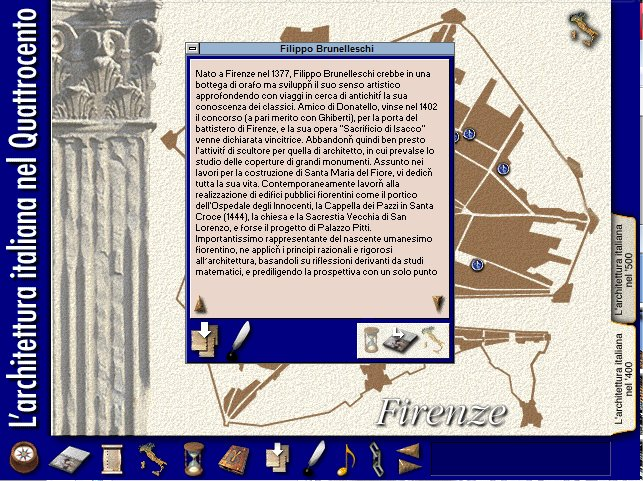 L'architettura italiana nel Quattrocento
Filippo Brunelleschi
Nato a Firenze nel 1377, Filippo Brunelleschi crebbe in una
bottega di orafo ma sviluppň il suo senso artistico
approfondendo con viaggi in cerca di antichitŕ la sua
conoscenza dei classici. Amico di Donatello, vinse nel 1402
il concorso (a pari merito con Ghiberti), per la porta del
battistero di Firenze, e la sua opera "Sacrificio di Isacco"
venne dichiarata vincitrice. Abbandonň quindi ben presto
l'attivitŕ di scultore per quella di architetto, in cui prevalse lo
studio delle coperture di grandi monumenti. Assunto nei
lavori per la costruzione di Santa Maria del Fiore, vi dedicň
tutta la sua vita. Contemporaneamente lavorň alla
realizzazione di edifici pubblici fiorentini come il portico
dell'Ospedale degli Innocenti, la Cappella dei Pazzi in Santa
Croce (1444), la chiesa e la Sacrestia Vecchia di San
Lorenzo, e forse il progetto di Palazzo Pitti.
Importantissimo rappresentante del nascente umanesimo
fiorentino, ne applicň i principi razionali e rigorosi
all'architettura, basandoli su riflessioni derivanti da studi
matematici, e prediligendo la prospettiva con un solo punto
L'architettura italiana
nel '500
L'architettura italiana
nel '400
Firenze